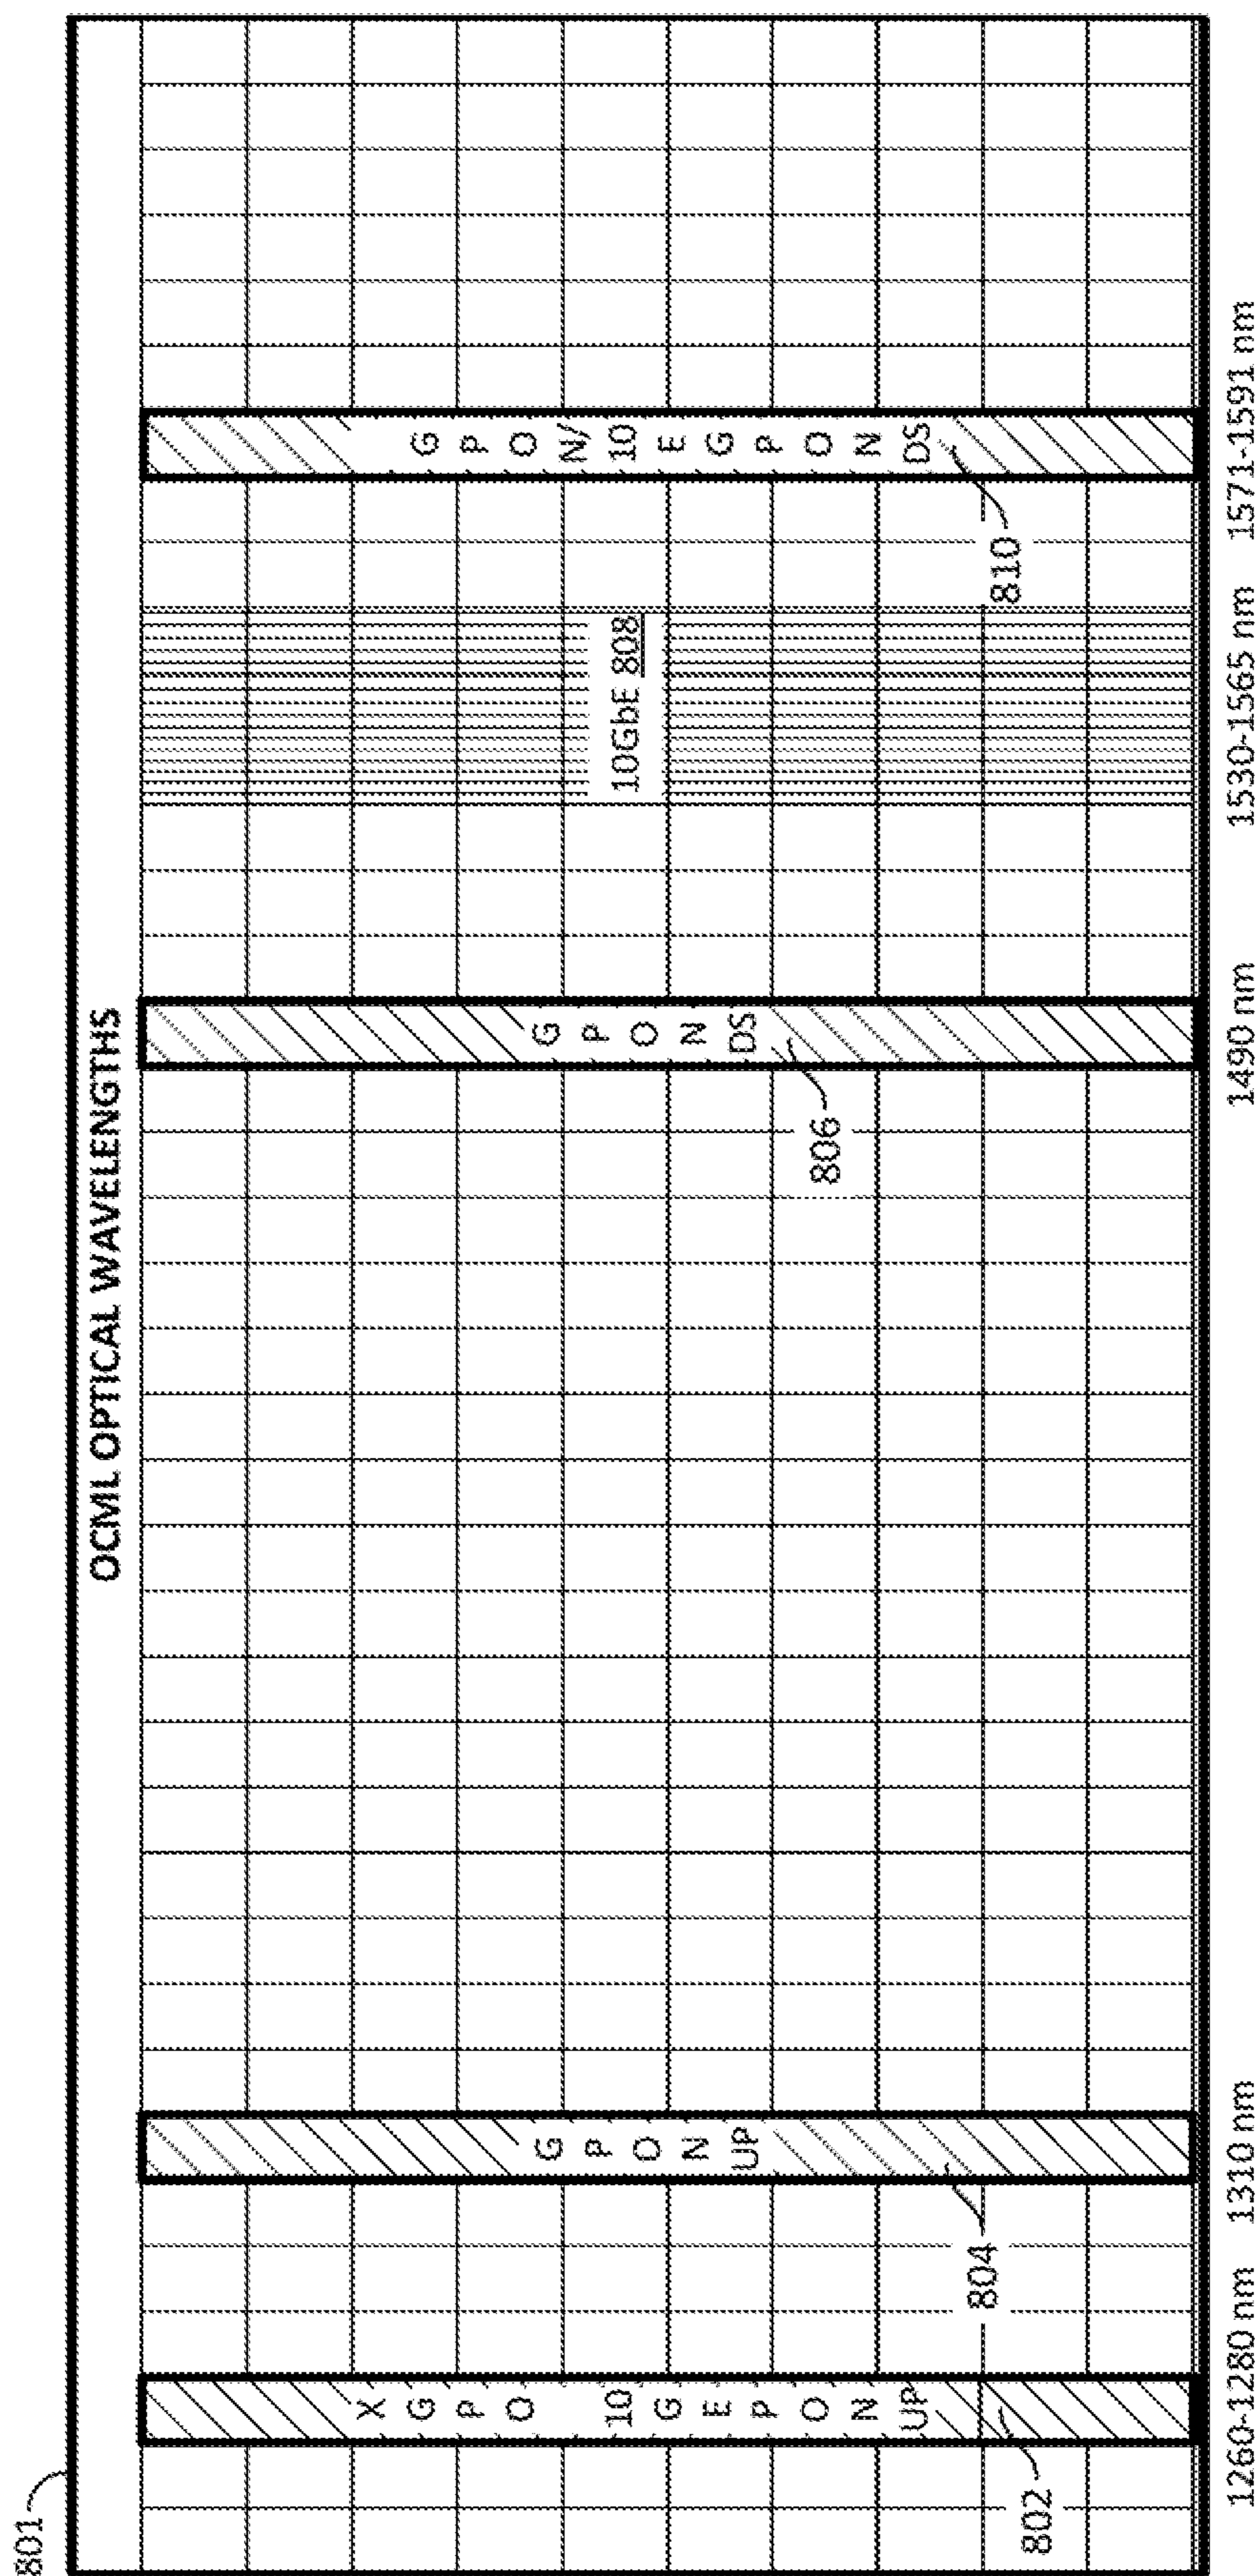 801
OCML OPTICAL WAVELENGTHS
X
G
P
O
10
G
E
P
O
N
UP
802
G
P
O
N
UP
804
G
P
O
N
DS
806
10GbE 808
G
P
O
N/
10
E
G
P
O
N
DS
810
1260-1280 nm
1310 nm
1490 nm
1530-1565 nm
1571-1591 nm